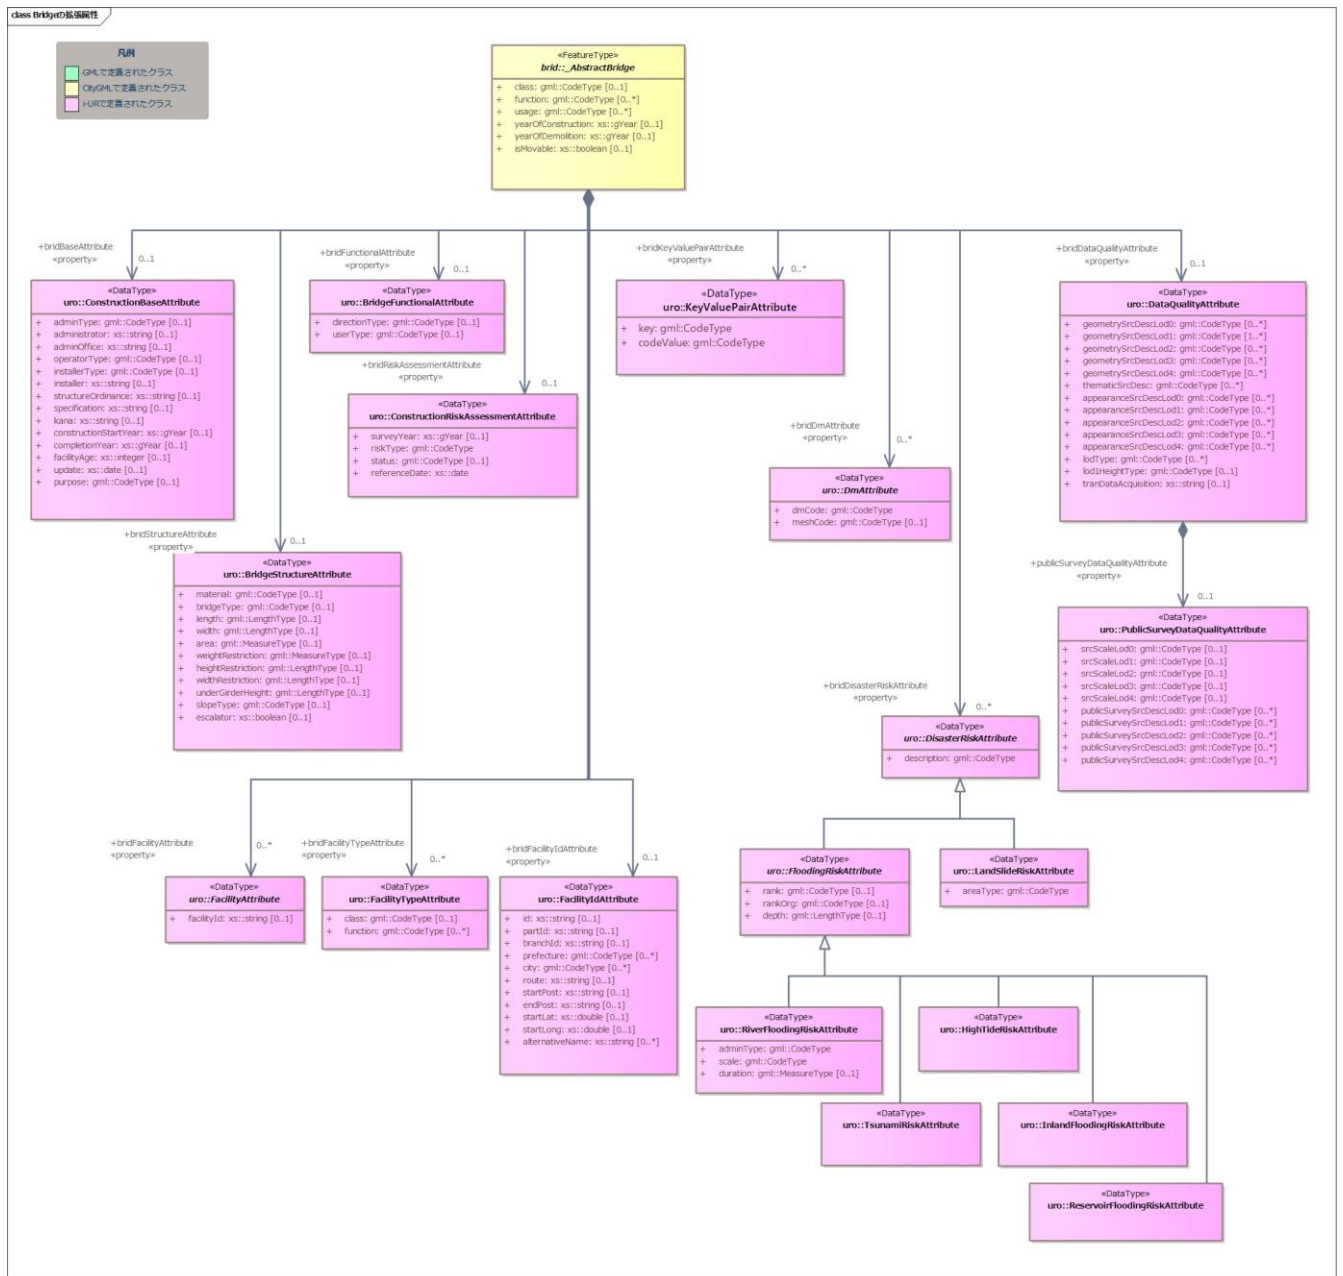 class Bridgeの拡張属性
凡例
GMLで定義されたクラス
CityGMLで定義されたクラス
i-URで定義されたクラス
«FeatureType»
brid::_AbstractBridge
+ class: gml::CodeType [0..1]
+ function: gml::CodeType [0..*]
+ usage: gml::CodeType [0..*]
+ yearOfConstruction: xs::gYear [0..1]
+ yearOfDemolition: xs::gYear [0..1]
+ isMovable: xs::boolean [0..1]
+bridBaseAttribute
«property»
0..1
«DataType»
uro::ConstructionBaseAttribute
+ adminType: gml::CodeType [0..1]
+ administrator: xs::string [0..1]
+ adminOffice: xs::string [0..1]
+ operatorType: gml::CodeType [0..1]
+ installerType: gml::CodeType [0..1]
+ installer: xs::string [0..1]
+ structureOrdinance: xs::string [0..1]
+ specification: xs::string [0..1]
+ kana: xs::string [0..1]
+ constructionStartYear: xs::gYear [0..1]
+ completionYear: xs::gYear [0..1]
+ facilityAge: xs::integer [0..1]
+ update: xs::date [0..1]
+ purpose: gml::CodeType [0..1]
+bridFunctionalAttribute
«property»
0..1
«DataType»
uro::BridgeFunctionalAttribute
+ directionType: gml::CodeType [0..1]
+ userType: gml::CodeType [0..1]
+bridRiskAssessmentAttribute
«property»
0..1
«DataType»
uro::ConstructionRiskAssessmentAttribute
+ surveyYear: xs::gYear [0..1]
+ riskType: gml::CodeType
+ status: gml::CodeType [0..1]
+ referenceDate: xs::date
+bridKeyValuePairAttribute
«property»
0..*
«DataType»
uro::KeyValuePairAttribute
+ key: gml::CodeType
+ codeValue: gml::CodeType
+bridDmAttribute
«property»
0..*
«DataType»
uro::DmAttribute
+ dmCode: gml::CodeType
+ meshCode: gml::CodeType [0..1]
+bridDataQualityAttribute
«property»
0..1
«DataType»
uro::DataQualityAttribute
+ geometrySrcDescLod0: gml::CodeType [0..*]
+ geometrySrcDescLod1: gml::CodeType [1..*]
+ geometrySrcDescLod2: gml::CodeType [0..*]
+ geometrySrcDescLod3: gml::CodeType [0..*]
+ geometrySrcDescLod4: gml::CodeType [0..*]
+ thematicSrcDesc: gml::CodeType [0..*]
+ appearanceSrcDescLod0: gml::CodeType [0..*]
+ appearanceSrcDescLod1: gml::CodeType [0..*]
+ appearanceSrcDescLod2: gml::CodeType [0..*]
+ appearanceSrcDescLod3: gml::CodeType [0..*]
+ appearanceSrcDescLod4: gml::CodeType [0..*]
+ lodType: gml::CodeType [0..*]
+ lod1HeightType: gml::CodeType [0..1]
+ tranDataAcquisition: xs::string [0..1]
+publicSurveyDataQualityAttribute
«property»
0..1
«DataType»
uro::PublicSurveyDataQualityAttribute
+ srcScaleLod0: gml::CodeType [0..1]
+ srcScaleLod1: gml::CodeType [0..1]
+ srcScaleLod2: gml::CodeType [0..1]
+ srcScaleLod3: gml::CodeType [0..1]
+ srcScaleLod4: gml::CodeType [0..1]
+ publicSurveySrcDescLod0: gml::CodeType [0..*]
+ publicSurveySrcDescLod1: gml::CodeType [0..*]
+ publicSurveySrcDescLod2: gml::CodeType [0..*]
+ publicSurveySrcDescLod3: gml::CodeType [0..*]
+ publicSurveySrcDescLod4: gml::CodeType [0..*]
+bridStructureAttribute
«property»
0..1
«DataType»
uro::BridgeStructureAttribute
+ material: gml::CodeType [0..1]
+ bridgeType: gml::CodeType [0..1]
+ length: gml::LengthType [0..1]
+ width: gml::LengthType [0..1]
+ area: gml::MeasureType [0..1]
+ weightRestriction: gml::MeasureType [0..1]
+ heightRestriction: gml::LengthType [0..1]
+ widthRestriction: gml::LengthType [0..1]
+ underGirderHeight: gml::LengthType [0..1]
+ slopeType: gml::CodeType [0..1]
+ escalator: xs::boolean [0..1]
+bridDisasterRiskAttribute
«property»
0..*
«DataType»
uro::DisasterRiskAttribute
+ description: gml::CodeType
+bridFacilityAttribute
«property»
0..*
«DataType»
uro::FacilityAttribute
+ facilityId: xs::string [0..1]
+bridFacilityTypeAttribute
«property»
0..*
«DataType»
uro::FacilityTypeAttribute
+ class: gml::CodeType [0..1]
+ function: gml::CodeType [0..*]
+bridFacilityIdAttribute
«property»
0..1
«DataType»
uro::FacilityIdAttribute
+ id: xs::string [0..1]
+ partId: xs::string [0..1]
+ branchId: xs::string [0..1]
+ prefecture: gml::CodeType [0..*]
+ city: gml::CodeType [0..*]
+ route: xs::string [0..1]
+ startPost: xs::string [0..1]
+ endPost: xs::string [0..1]
+ startLat: xs::double [0..1]
+ startLong: xs::double [0..1]
+ alternativeName: xs::string [0..*]
«DataType»
uro::FloodingRiskAttribute
+ rank: gml::CodeType [0..1]
+ rankOrg: gml::CodeType [0..1]
+ depth: gml::LengthType [0..1]
«DataType»
uro::LandSlideRiskAttribute
+ areaType: gml::CodeType
«DataType»
uro::RiverFloodingRiskAttribute
+ adminType: gml::CodeType
+ scale: gml::CodeType
+ duration: gml::MeasureType [0..1]
«DataType»
uro::HighTideRiskAttribute
«DataType»
uro::TsunamiRiskAttribute
«DataType»
uro::InlandFloodingRiskAttribute
«DataType»
uro::ReservoirFloodingRiskAttribute